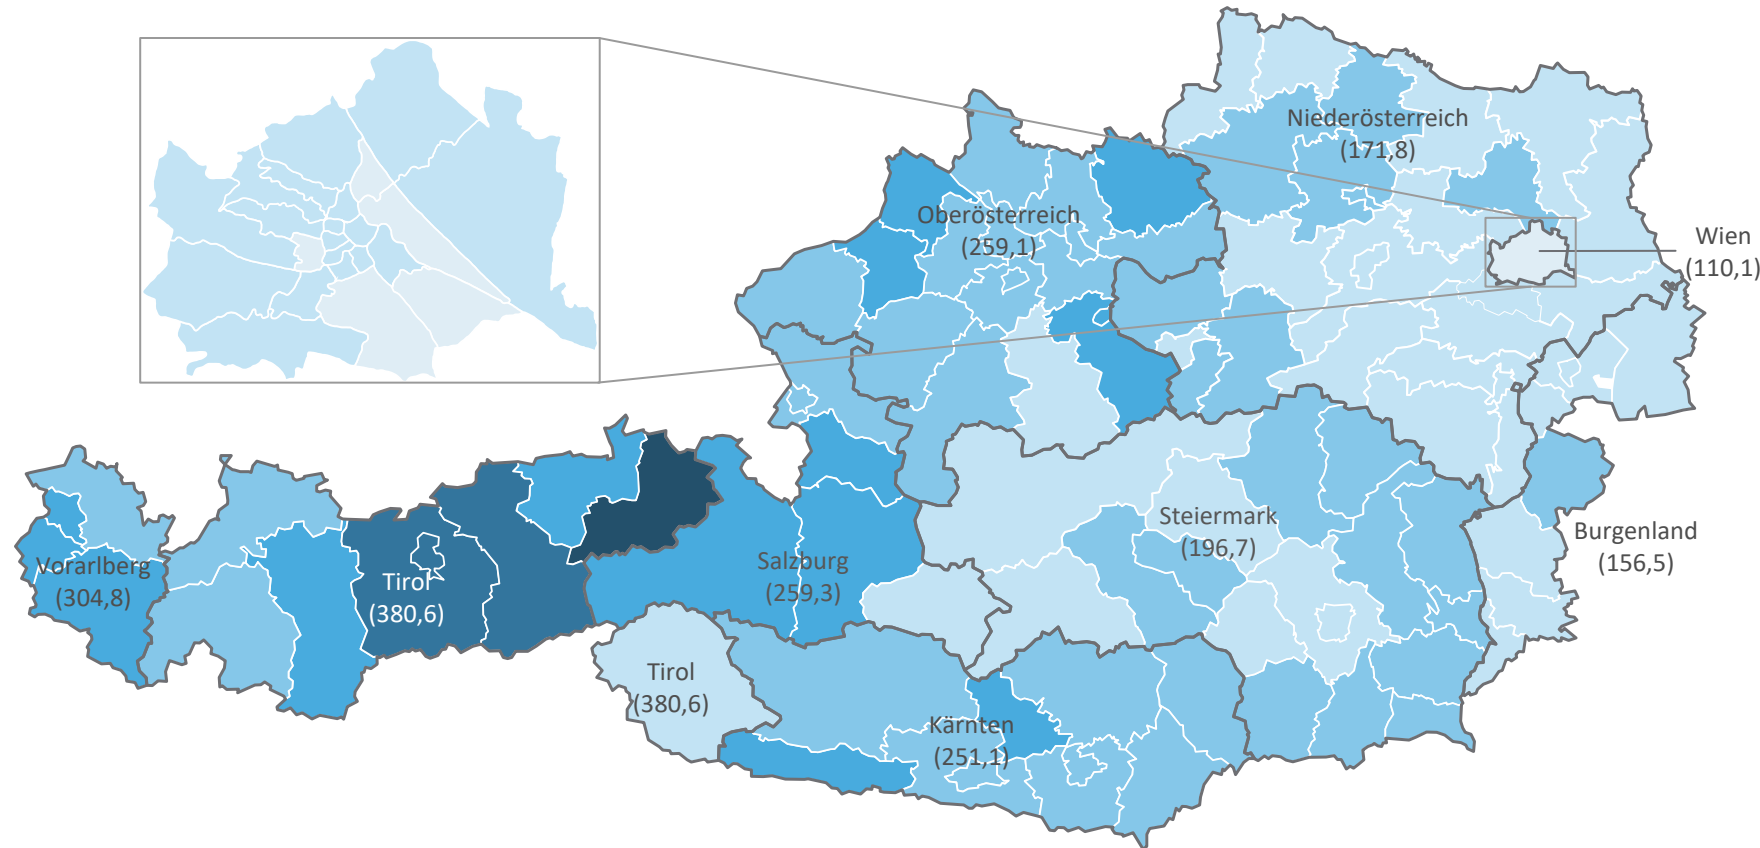 Niederösterreich
(171,8)
Oberösterreich
(259,1)
Wien
(110,1)
Steiermark
(196,7)
Burgenland
(156,5)
Vorarlberg
(304,8)
Tirol
(380,6)
Salzburg
(259,3)
Tirol
(380,6)
Kärnten
(251,1)